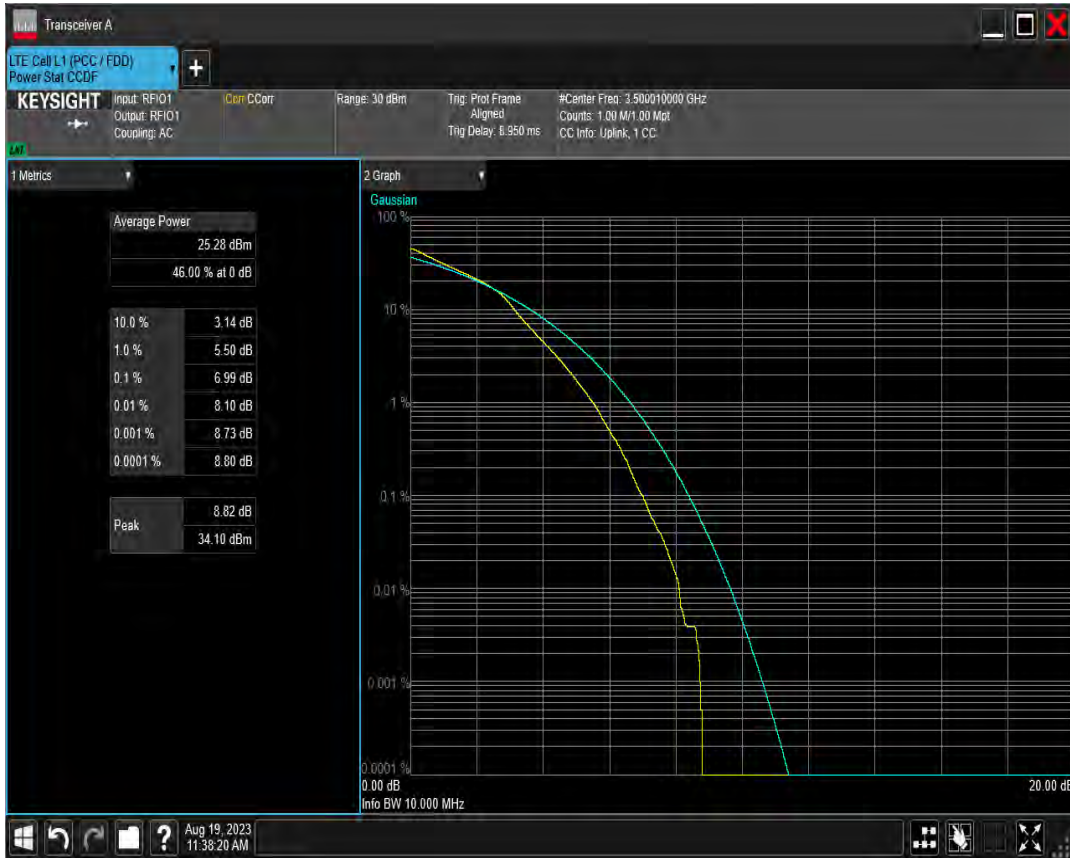 Transceiver A
LTE Cell L1 (PCC / FDD)
Power Stat CCDF
+
KEYSIGHT
Input: RFIO1
Output: RFIO1
Coupling: AC
Corr CCorr
Range: 30 dBm
Trig: Prot Frame
Aligned
Trig Delay: 8.950 ms
#Center Freq: 3.500010000 GHz
Counts: 1.00 M/1.00 Mpt
CC Info: Uplink, 1 CC
1 Metrics
Average Power
25.28 dBm
46.00 % at 0 dB
10.0 % 3.14 dB
1.0 % 5.50 dB
0.1 % 6.99 dB
0.01 % 8.10 dB
0.001 % 8.73 dB
0.0001 % 8.80 dB
Peak 8.82 dB
34.10 dBm
2 Graph
Gaussian
100 %
10 %
1 %
0.1 %
0.01 %
0.001 %
0.0001 %
0.00 dB 20.00 dB
Info BW 10.000 MHz
?
Aug 19, 2023
11:38:20 AM